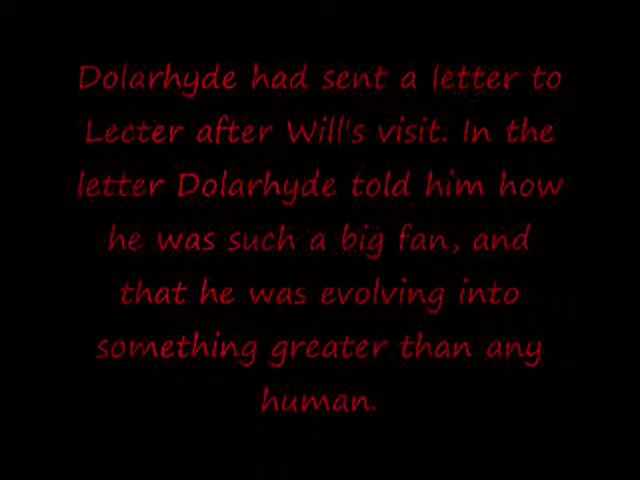 Dolarhyde had sent a letter to
Lecter after Will's visit. In the
letter Dolarhyde told him how
he was such a big fan, and
that he was evolving into
something greater than any
human.